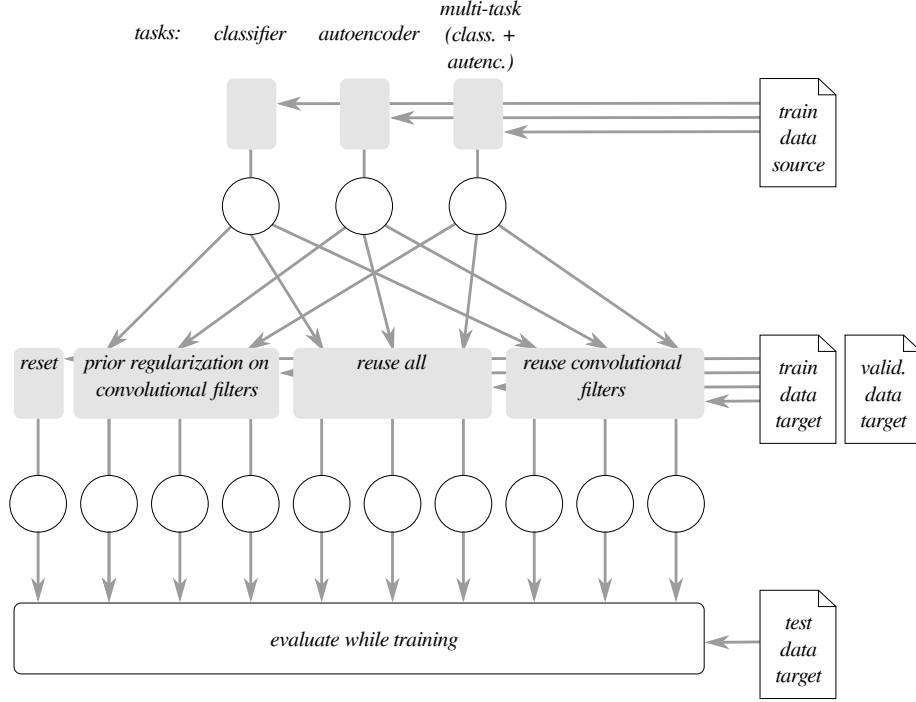 tasks: classifier autoencoder multi-task
(class. +
autenc.)
train
data
source
reset prior regularization on
convolutional filters
reuse all
reuse convolutional
filters
train
data
target
valid.
data
target
evaluate while training
test
data
target